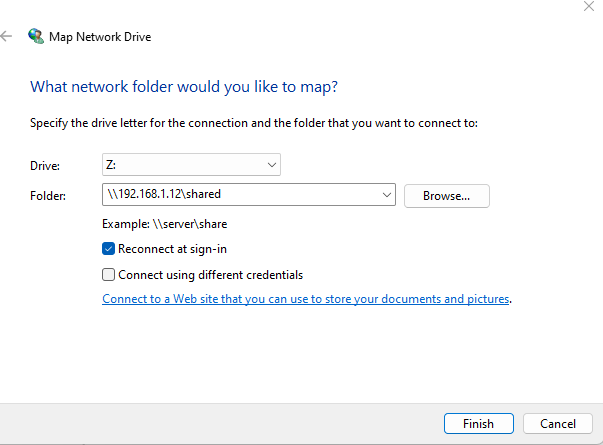 Map Network Drive
What network folder would you like to map?
Specify the drive letter for the connection and the folder that you want to connect to:
Drive: Z:
Folder: \\192.168.1.12\shared Browse...
Example: \\server\share
Reconnect at sign-in
Connect using different credentials
Connect to a Web site that you can use to store your documents and pictures.
Finish Cancel